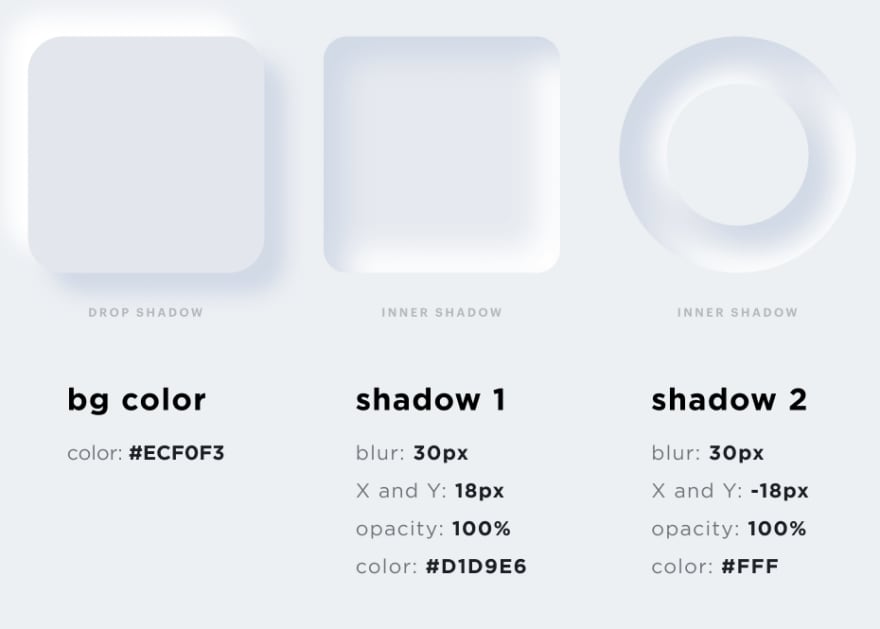 DROP SHADOW
INNER SHADOW
INNER SHADOW
bg color
color: #ECF0F3
shadow 1
blur: 30px
X and Y: 18px
opacity: 100%
color: #D1D9E6
shadow 2
blur: 30px
X and Y: -18px
opacity: 100%
color: #FFF